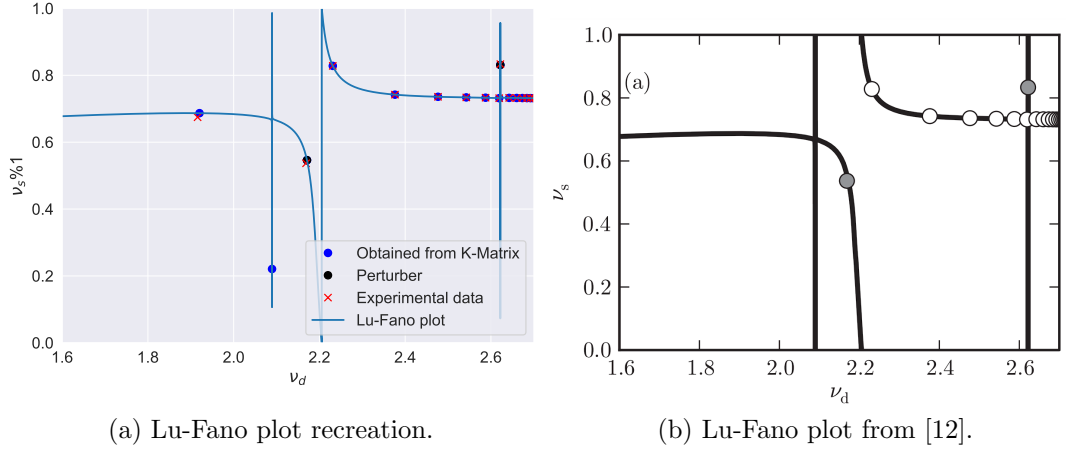 1.0
0.8
0.6
0.4
0.2
0.0
ν_s%1
1.6
1.8
2.0
2.2
2.4
2.6
ν_d
Obtained from K-Matrix
Perturber
Experimental data
Lu-Fano plot
(a) Lu-Fano plot recreation.
1.0
0.8
0.6
0.4
0.2
0.0
ν_s
(a)
1.6
1.8
2.0
2.2
2.4
2.6
ν_d
(b) Lu-Fano plot from [12].